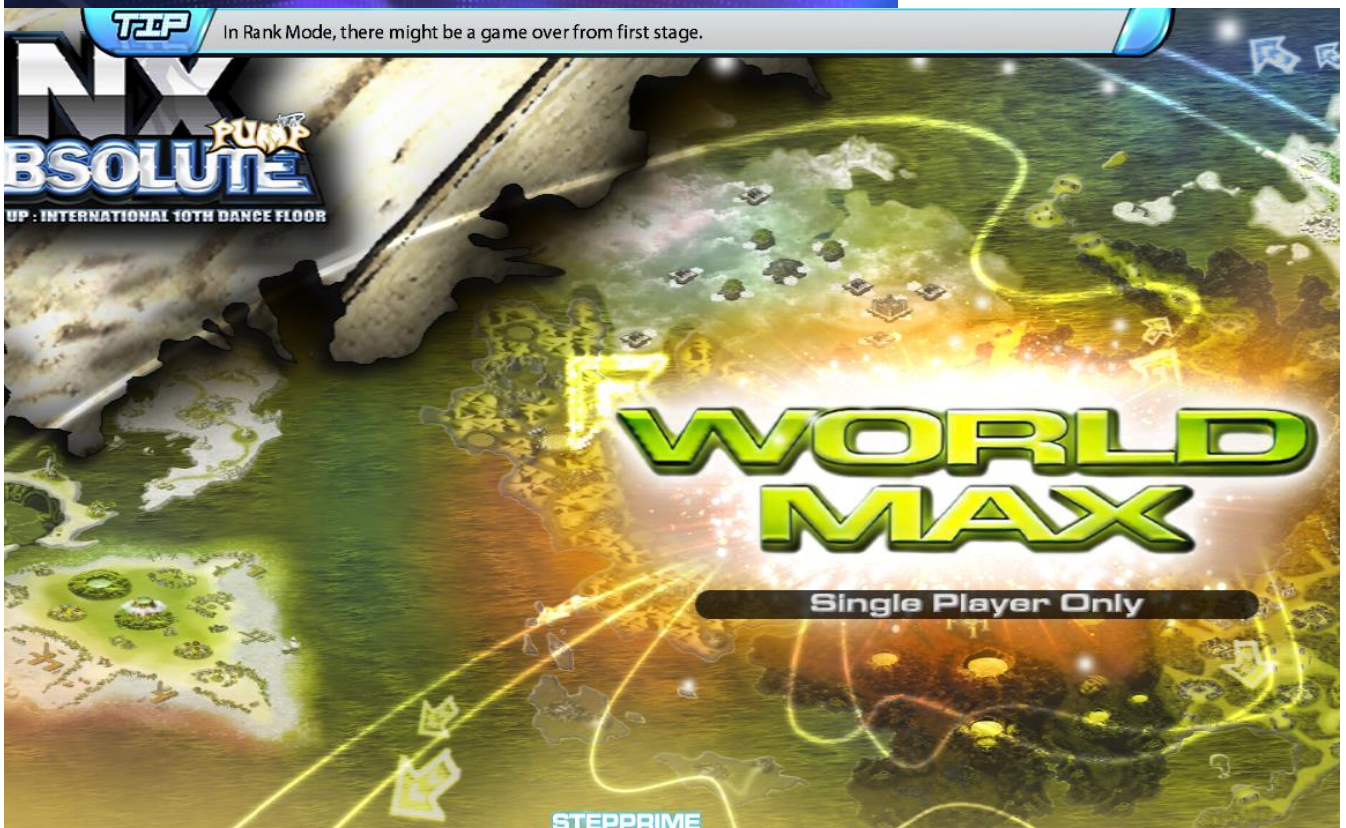 TIP
In Rank Mode, there might be a game over from first stage.
NX
BSOLUTE
PUMP
UP : INTERNATIONAL 10TH DANCE FLOOR
WORLD
MAX
Single Player Only
STEPPRIME